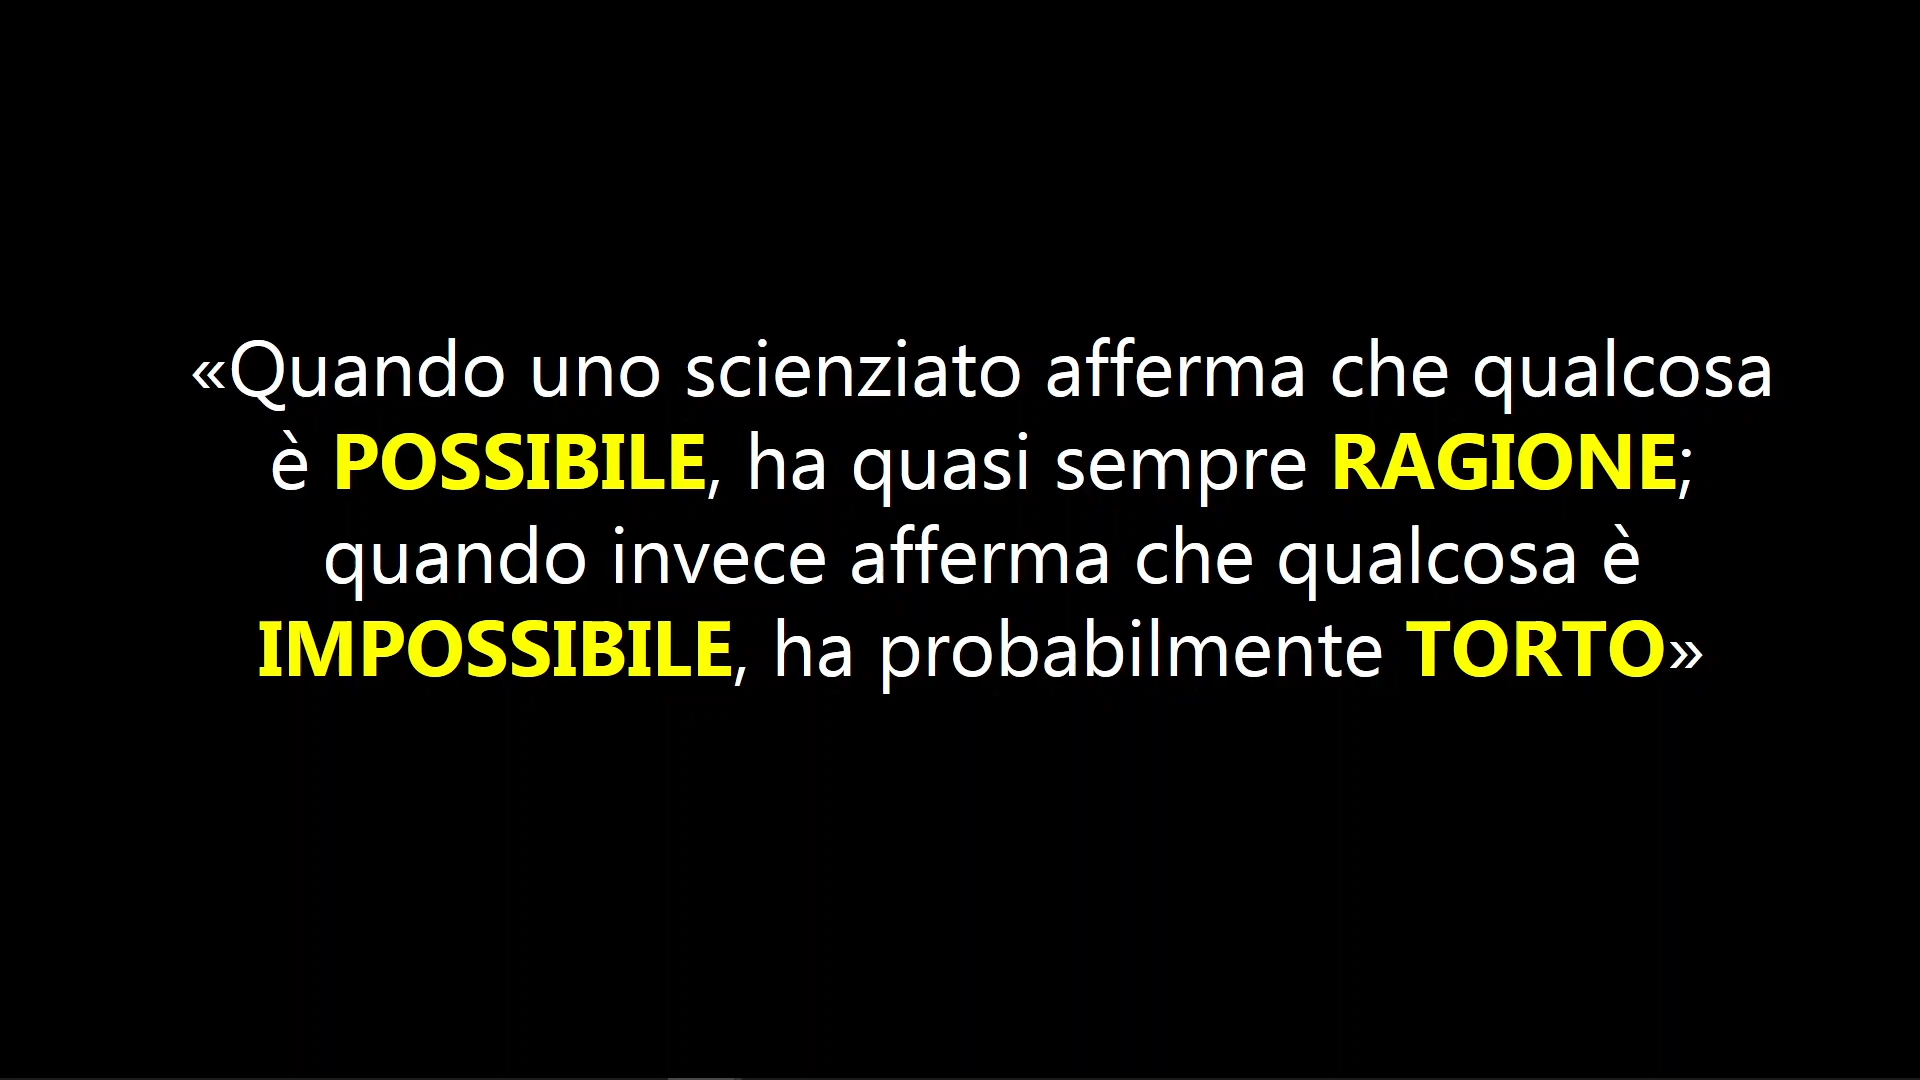 «Quando uno scienziato afferma che qualcosa
è POSSIBILE, ha quasi sempre RAGIONE;
quando invece afferma che qualcosa è
IMPOSSIBILE, ha probabilmente TORTO»